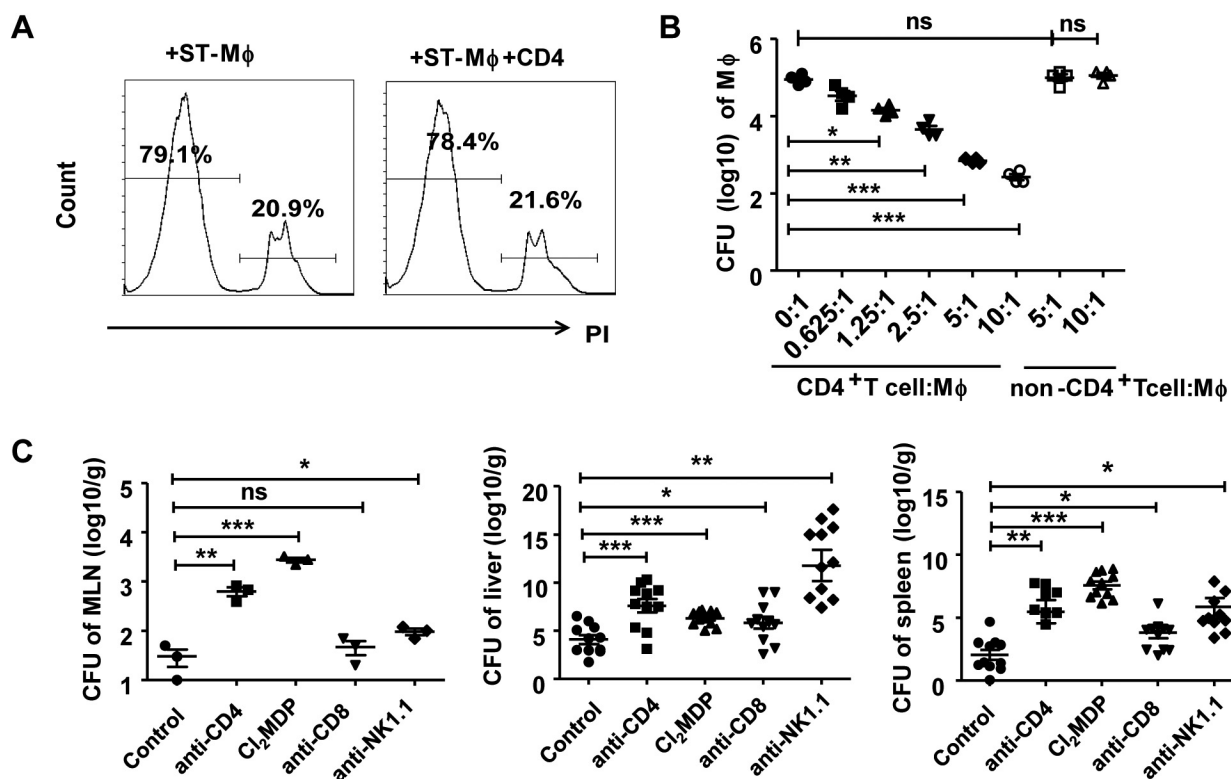 A
+ST-Mϕ
+ST-Mϕ+CD4
79.1%
20.9%
78.4%
21.6%
Count
PI
B
ns
ns
CFU (log10) of Mϕ
6
4
2
0
*
**
***
***
0:1
0.625:1
1.25:1
2.5:1
5:1
10:1
5:1
10:1
CD4+T cell:Mϕ
non-CD4+Tcell:Mϕ
C
CFU of MLN (log10/g)
5
4
3
2
1
*
ns
***
**
Control
anti-CD4
Cl2MDP
anti-CD8
anti-NK1.1
CFU of liver (log10/g)
20
15
10
5
0
**
*
***
***
Control
anti-CD4
Cl2MDP
anti-CD8
anti-NK1.1
CFU of spleen (log10/g)
15
10
5
0
*
*
***
**
Control
anti-CD4
Cl2MDP
anti-CD8
anti-NK1.1